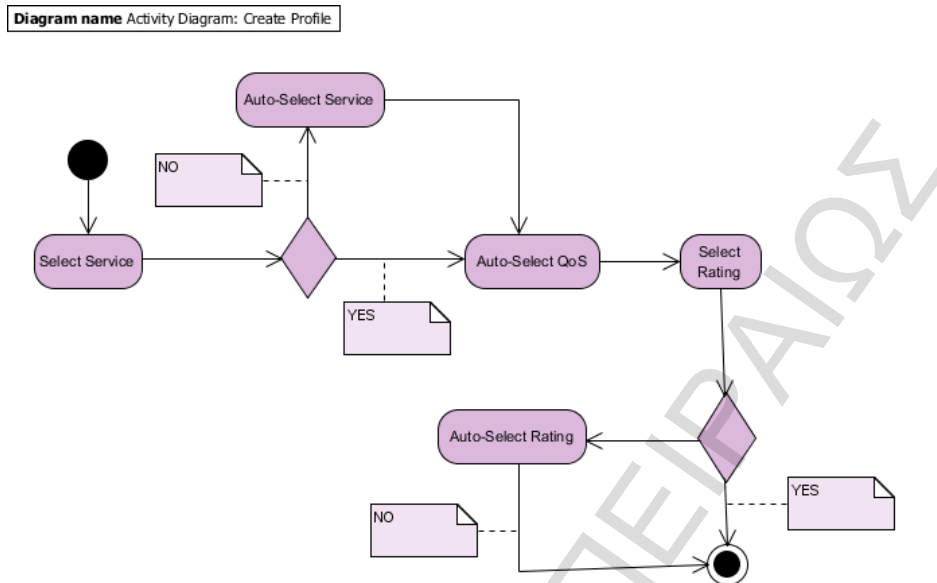 Diagram name Activity Diagram: Create Profile
Auto-Select Service
NO
Select Service
Auto-Select QoS
Select
Rating
YES
Auto-Select Rating
YES
NO
ΠΕΙΡΑΙΩΣ